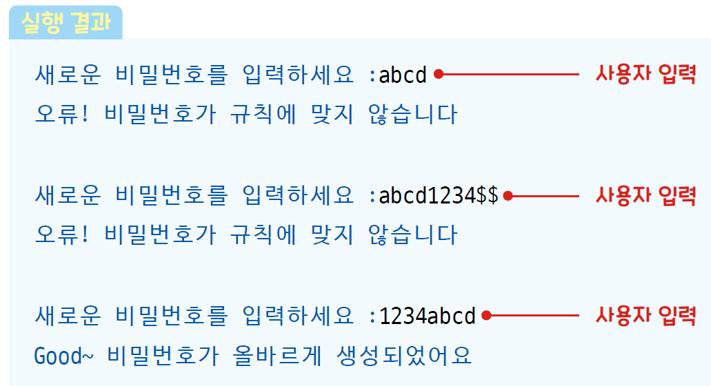 실행 결과
새로운 비밀번호를 입력하세요 :abcd 사용자 입력
오류! 비밀번호가 규칙에 맞지 않습니다
새로운 비밀번호를 입력하세요 :abcd1234$$ 사용자 입력
오류! 비밀번호가 규칙에 맞지 않습니다
새로운 비밀번호를 입력하세요 :1234abcd 사용자 입력
Good~ 비밀번호가 올바르게 생성되었어요